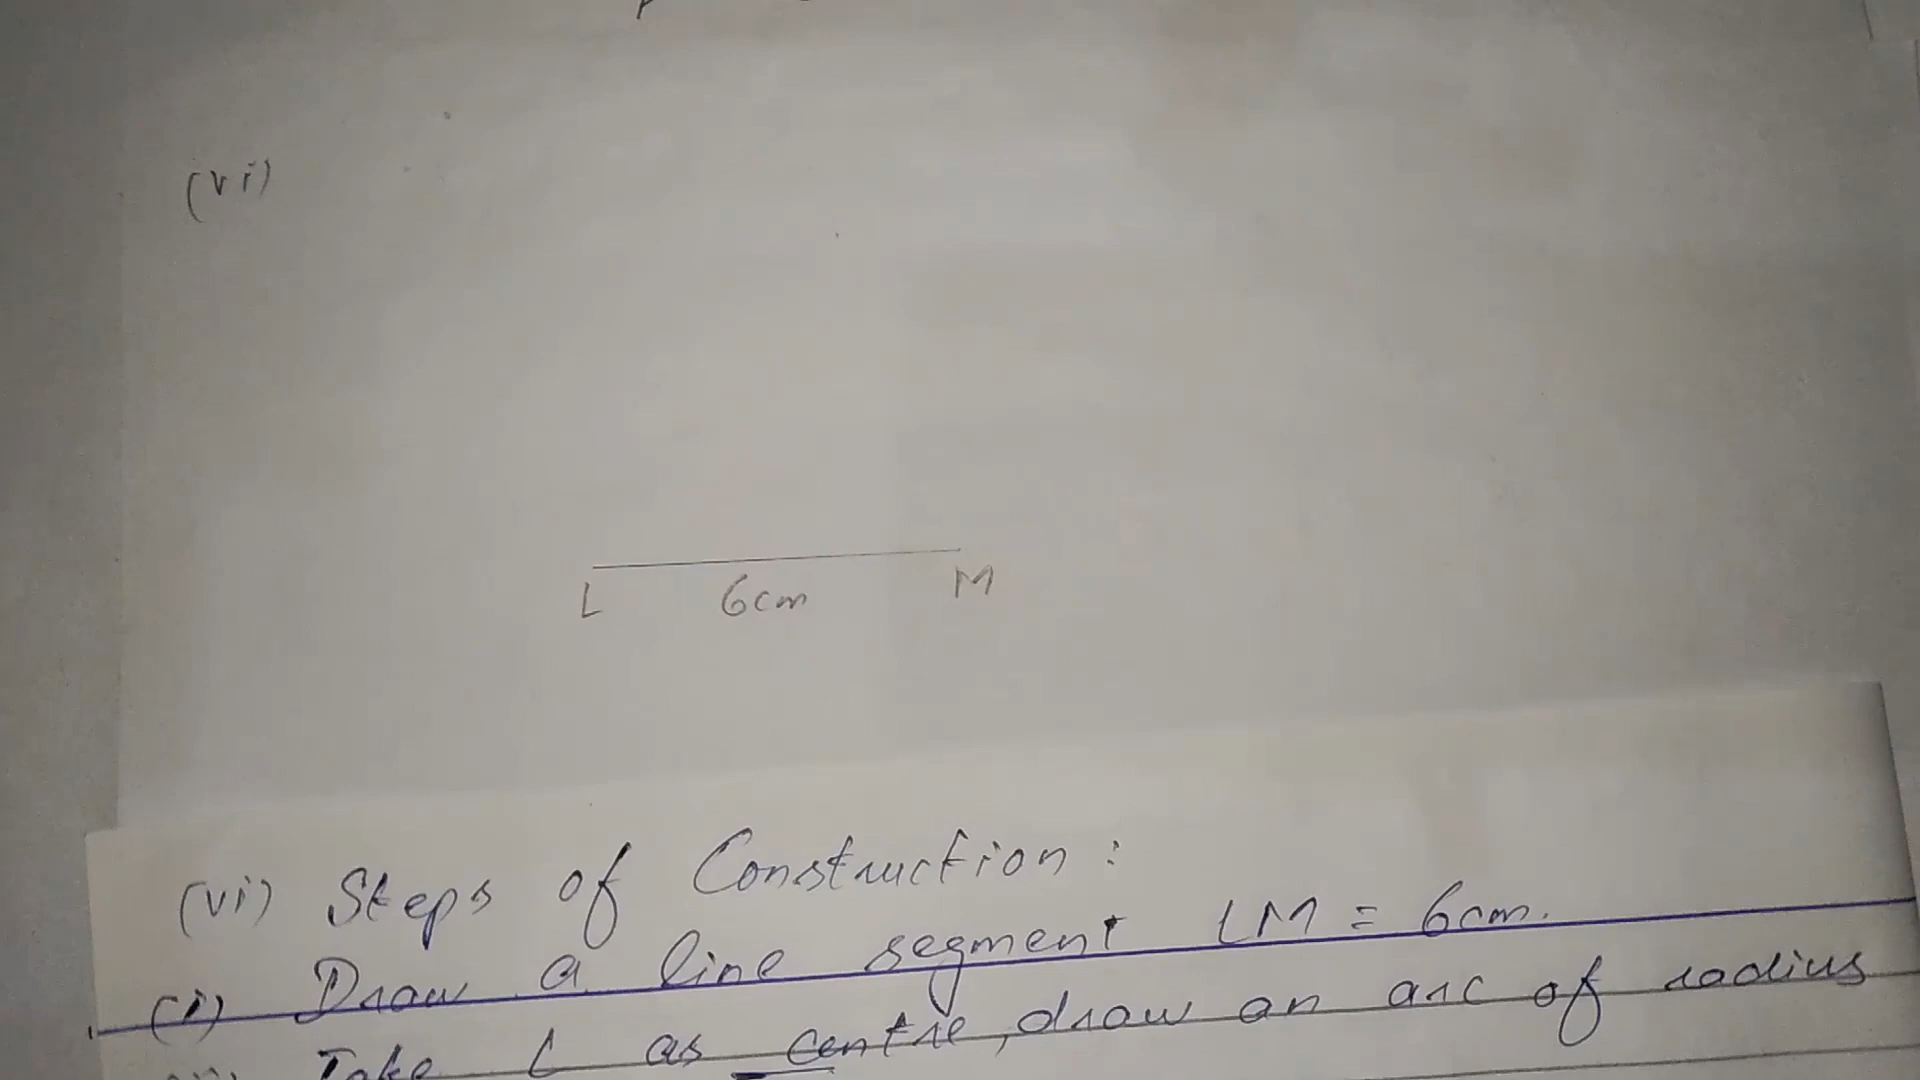 (vi)
L 6cm M
(vi) Steps of Construction :
(i) Draw a line segment LM = 6cm.
(ii) Take L as centre, draw an arc of radius